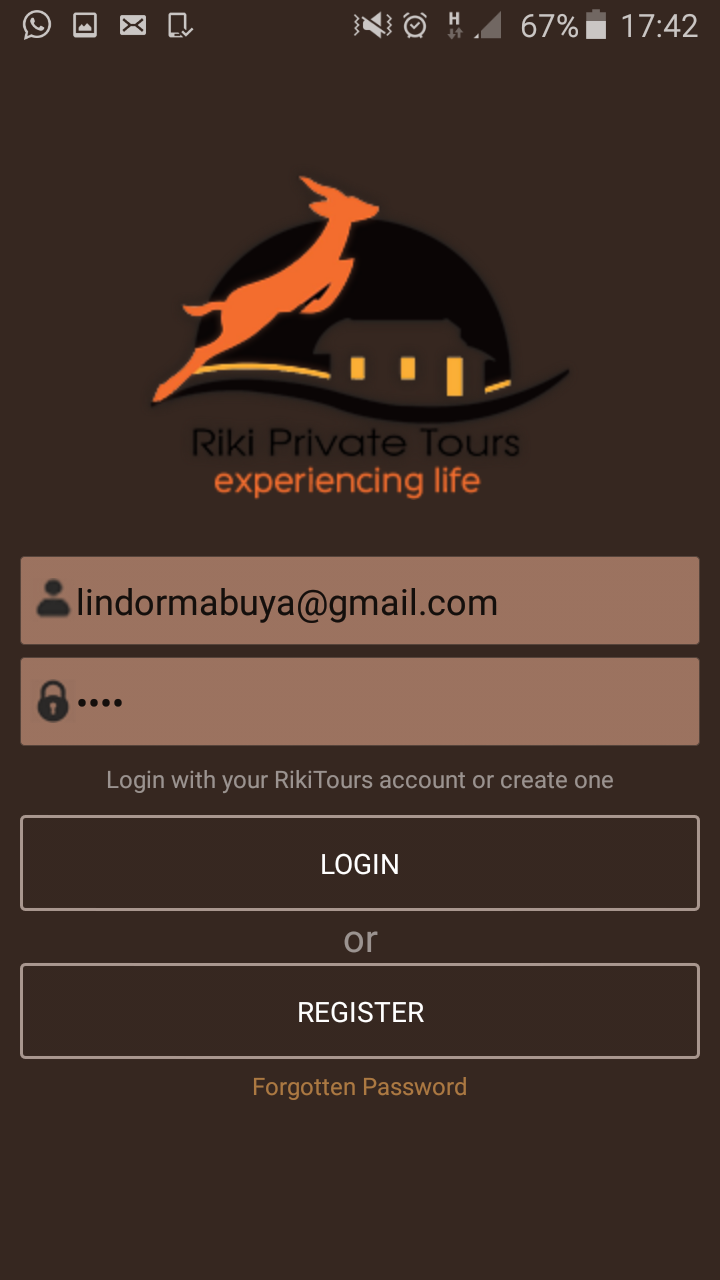 H 67% 17:42
Riki Private Tours
experiencing life
lindormabuya@gmail.com
••••
Login with your RikiTours account or create one
LOGIN
or
REGISTER
Forgotten Password